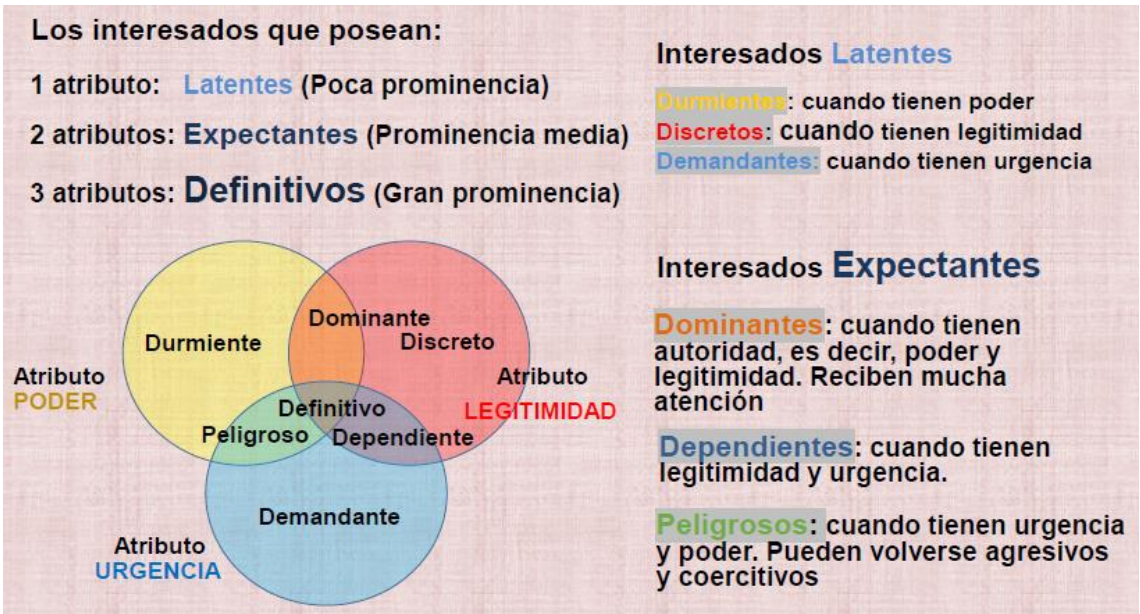 Los interesados que posean:
1 atributo: Latentes (Poca prominencia)
2 atributos: Expectantes (Prominencia media)
3 atributos: Definitivos (Gran prominencia)
Interesados Latentes
Durmientes: cuando tienen poder
Discretos: cuando tienen legitimidad
Demandantes: cuando tienen urgencia
Durmiente
Dominante
Discreto
Atributo
PODER
Atributo
LEGITIMIDAD
Definitivo
Peligroso
Dependiente
Demandante
Atributo
URGENCIA
Interesados Expectantes
Dominantes: cuando tienen
autoridad, es decir, poder y
legitimidad. Reciben mucha
atención
Dependientes: cuando tienen
legitimidad y urgencia.
Peligrosos: cuando tienen urgencia
y poder. Pueden volverse agresivos
y coercitivos